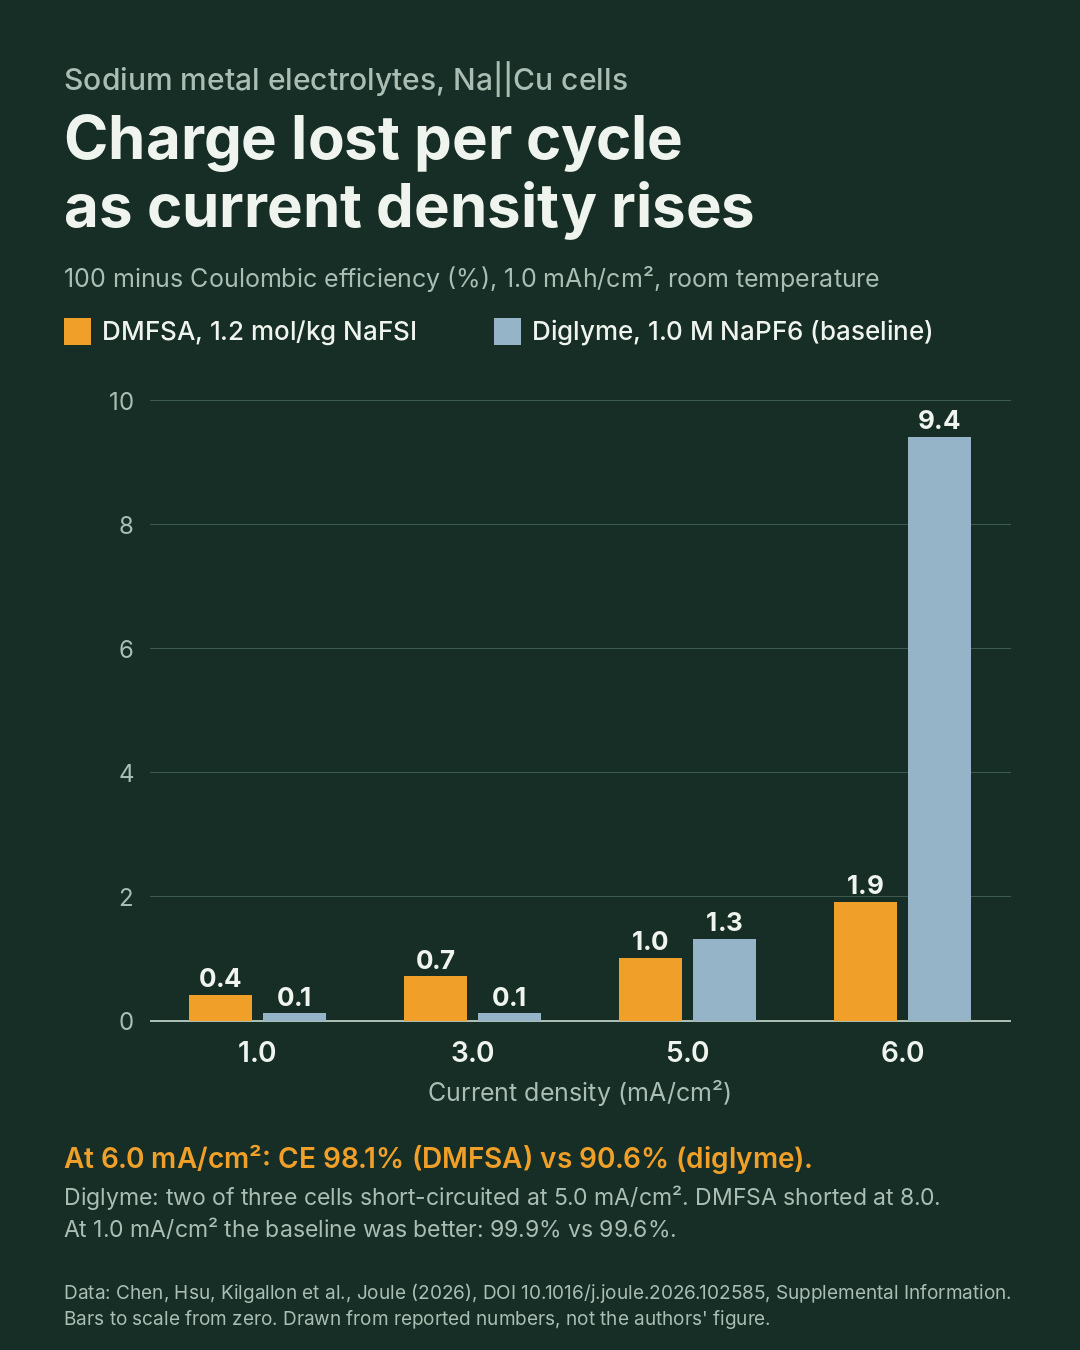 Sodium metal electrolytes, Na||Cu cells
Charge lost per cycle
as current density rises
100 minus Coulombic efficiency (%), 1.0 mAh/cm², room temperature
DMFSA, 1.2 mol/kg NaFSI
Diglyme, 1.0 M NaPF6 (baseline)
10
8
6
4
2
0
0.4
0.1
0.7
0.1
1.0
1.3
1.9
9.4
1.0
3.0
5.0
6.0
Current density (mA/cm²)
At 6.0 mA/cm²: CE 98.1% (DMFSA) vs 90.6% (diglyme).
Diglyme: two of three cells short-circuited at 5.0 mA/cm². DMFSA shorted at 8.0.
At 1.0 mA/cm² the baseline was better: 99.9% vs 99.6%.
Data: Chen, Hsu, Kilgallon et al., Joule (2026), DOI 10.1016/j.joule.2026.102585, Supplemental Information.
Bars to scale from zero. Drawn from reported numbers, not the authors' figure.